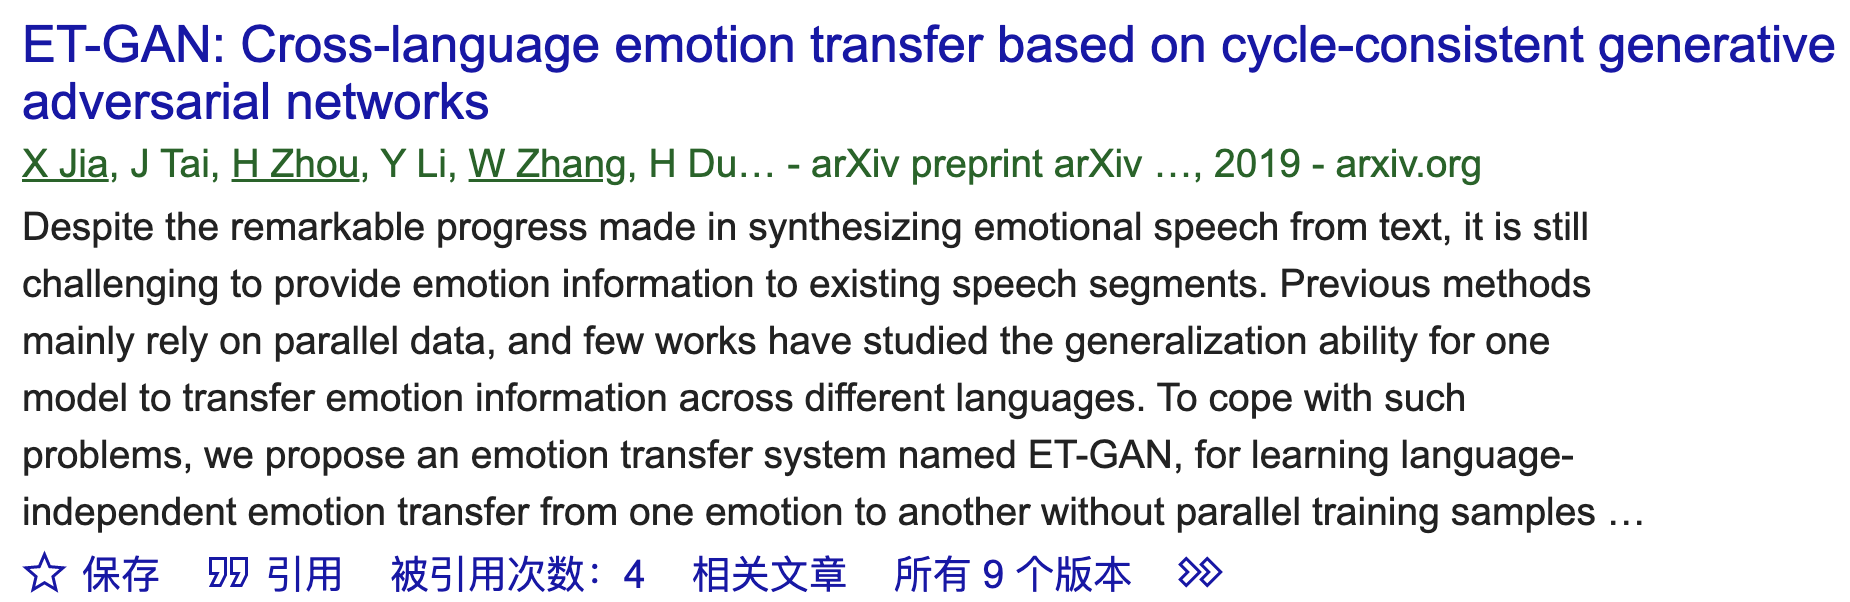 ET-GAN: Cross-language emotion transfer based on cycle-consistent generative
adversarial networks
X Jia, J Tai, H Zhou, Y Li, W Zhang, H Du… - arXiv preprint arXiv …, 2019 - arxiv.org
Despite the remarkable progress made in synthesizing emotional speech from text, it is still
challenging to provide emotion information to existing speech segments. Previous methods
mainly rely on parallel data, and few works have studied the generalization ability for one
model to transfer emotion information across different languages. To cope with such
problems, we propose an emotion transfer system named ET-GAN, for learning language-
independent emotion transfer from one emotion to another without parallel training samples …
保存 引用 被引用次数：4 相关文章 所有 9 个版本